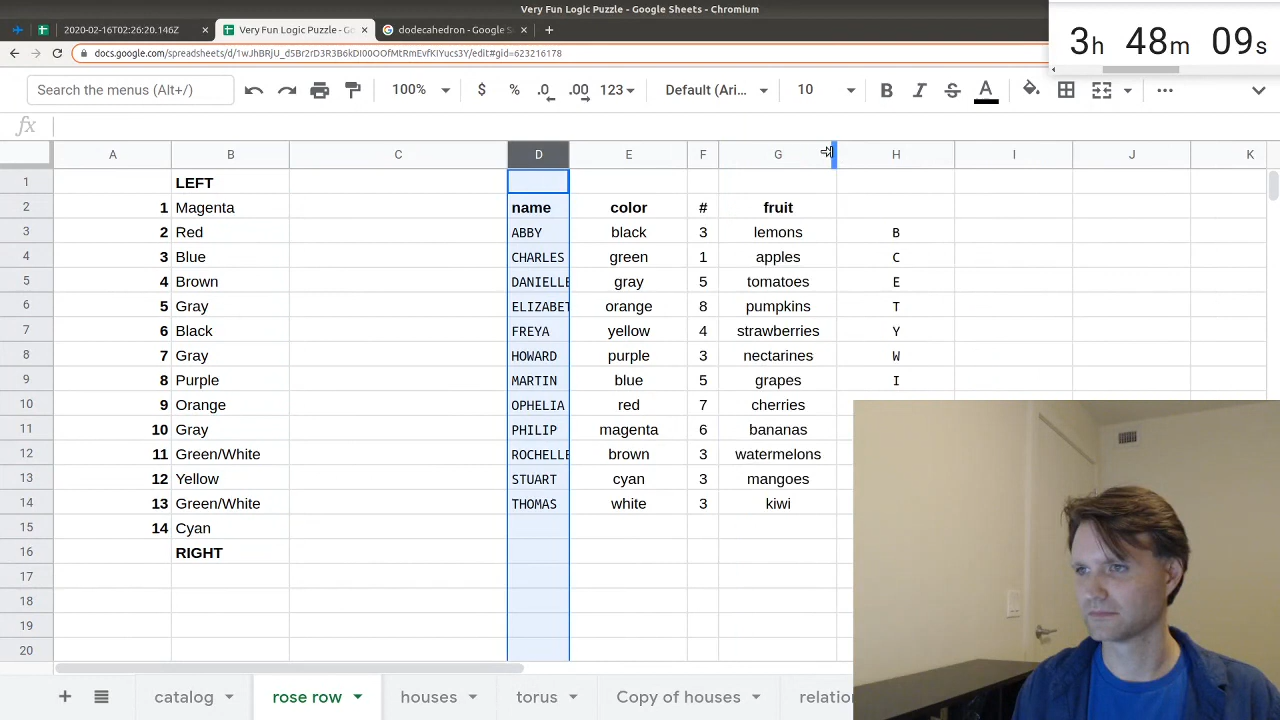 Very Fun Logic Puzzle - Google Sheets - Chromium
2020-02-16T02:26:20.146Z × Very Fun Logic Puzzle - Go × dodecahedron - Google S × +
3h 48m 09s
docs.google.com/spreadsheets/d/1wJhBRjU_d5Br2rD3R3B6kDI00OfMtRmEvfKIYucs3Y/edit#gid=623216178
Search the menus (Alt+/) 100% $ % .0 .00 123 Default (Ari... 10 B I S A ...
fx
A B C D E F G H I J K
1 LEFT
2 1 Magenta name color # fruit
3 2 Red ABBY black 3 lemons B
4 3 Blue CHARLES green 1 apples C
5 4 Brown DANIELLE gray 5 tomatoes E
6 5 Gray ELIZABET orange 8 pumpkins T
7 6 Black FREYA yellow 4 strawberries Y
8 7 Gray HOWARD purple 3 nectarines W
9 8 Purple MARTIN blue 5 grapes I
10 9 Orange OPHELIA red 7 cherries
11 10 Gray PHILIP magenta 6 bananas
12 11 Green/White ROCHELLE brown 3 watermelons
13 12 Yellow STUART cyan 3 mangoes
14 13 Green/White THOMAS white 3 kiwi
15 14 Cyan
16 RIGHT
17
18
19
20
+ catalog rose row houses torus Copy of houses relation